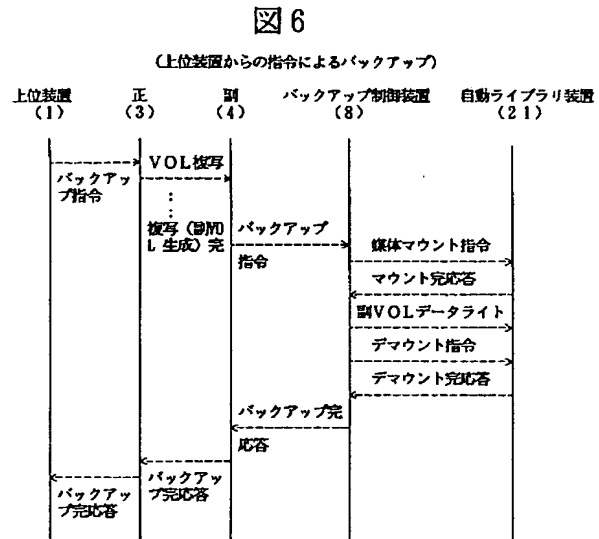 図6
(上位装置からの指令によるバックアップ)
上位装置 正 副 バックアップ制御装置 自動ライブラリ装置
(1) (3) (4) (8) (21)
VOL複写
バックアッ
プ指令
:
:
複写(副VO
L 生成)完
バックアップ
指令
媒体マウント指令
マウント完応答
副VOLデータライト
デマウント指令
デマウント完応答
バックアップ完
応答
バックアッ
プ完応答
バックアッ
プ完応答